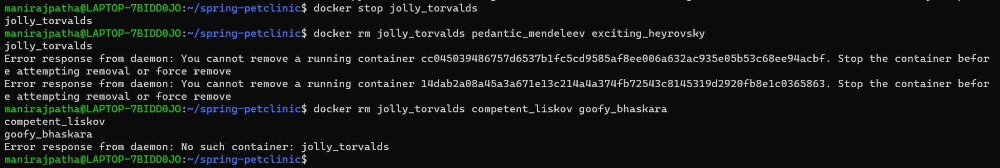 manirajpatha@LAPTOP-7BIDD0JO:~/spring-petclinic$ docker stop jolly_torvalds
jolly_torvalds
manirajpatha@LAPTOP-7BIDD0JO:~/spring-petclinic$ docker rm jolly_torvalds pedantic_mendeleev exciting_heyrovsky
jolly_torvalds
Error response from daemon: You cannot remove a running container cc045039486757d6537b1fc5cd9585af8ee006a632ac935e05b53c68ee94acbf. Stop the container befor
e attempting removal or force remove
Error response from daemon: You cannot remove a running container 14dab2a08a45a3a671e13c214a4a374fb72543c8145319d2920fb8e1c0365863. Stop the container befor
e attempting removal or force remove
manirajpatha@LAPTOP-7BIDD0JO:~/spring-petclinic$ docker rm jolly_torvalds competent_liskov goofy_bhaskara
competent_liskov
goofy_bhaskara
Error response from daemon: No such container: jolly_torvalds
manirajpatha@LAPTOP-7BIDD0JO:~/spring-petclinic$